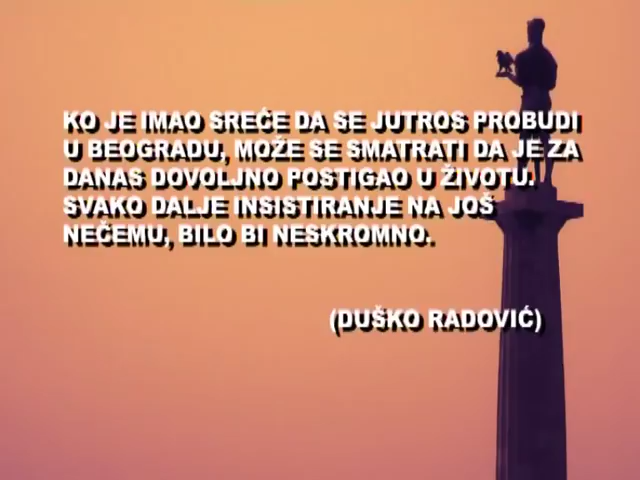 KO JE IMAO SREĆE DA SE JUTROS PROBUDI
U BEOGRADU, MOŽE SE SMATRATI DA JE ZA
DANAS DOVOLJNO POSTIGAO U ŽIVOTU.
SVAKO DALJE INSISTIRANJE NA JOŠ
NEČEMU, BILO BI NESKROMNO.
(DUŠKO RADOVIĆ)